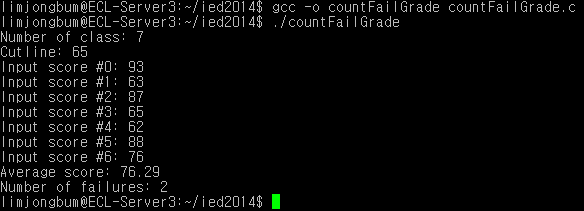 limjongbum@ECL-Server3:~/ied2014$ gcc -o countFailGrade countFailGrade.c
limjongbum@ECL-Server3:~/ied2014$ ./countFailGrade
Number of class: 7
Cutline: 65
Input score #0: 93
Input score #1: 63
Input score #2: 87
Input score #3: 65
Input score #4: 62
Input score #5: 88
Input score #6: 76
Average score: 76.29
Number of failures: 2
limjongbum@ECL-Server3:~/ied2014$